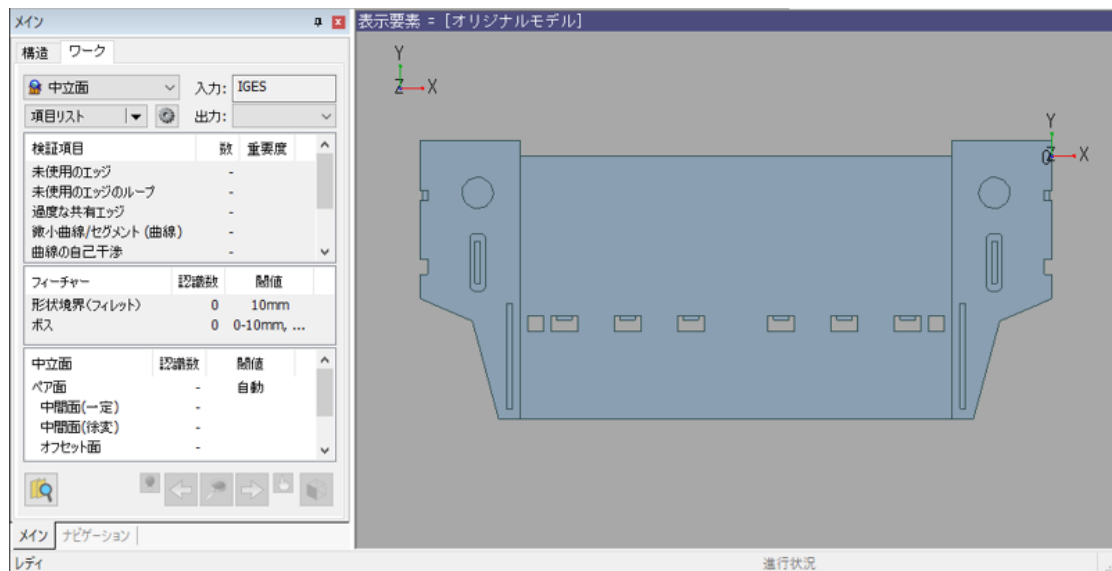 メイン
表示要素 = [オリジナルモデル]
構造 ワーク
中立面 入力: IGES
項目リスト 出力:
検証項目 数 重要度
未使用のエッジ -
未使用のエッジのループ -
過度な共有エッジ -
微小曲線/セグメント (曲線) -
曲線の自己干渉 -
フィーチャー 認識数 閾値
形状境界(フィレット) 0 10mm
ボス 0 0-10mm, ...
中立面 認識数 閾値
ペア面 - 自動
中間面(一定) -
中間面(徐変) -
オフセット面 -
メイン ナビゲーション
レディ 進行状況
Y
Z X
Y
Z X